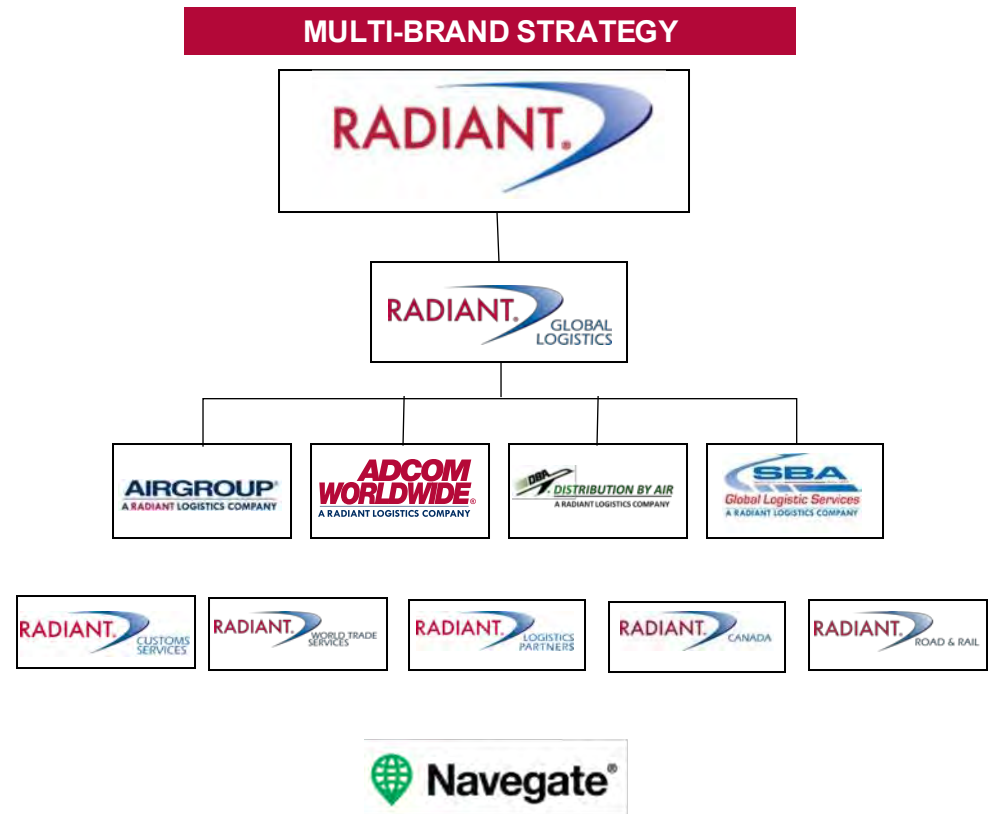 MULTI-BRAND STRATEGY
RADIANT.®
RADIANT.®
GLOBAL
LOGISTICS
AIRGROUP®
A RADIANT LOGISTICS COMPANY
ADCOM
WORLDWIDE®
A RADIANT LOGISTICS COMPANY
DBA
DISTRIBUTION BY AIR
A RADIANT LOGISTICS COMPANY
SBA
Global Logistic Services
A RADIANT LOGISTICS COMPANY
RADIANT.®
CUSTOMS
SERVICES
RADIANT.®
WORLD TRADE
SERVICES
RADIANT.®
LOGISTICS
PARTNERS
RADIANT.®
CANADA
RADIANT.®
ROAD & RAIL
Navegate®